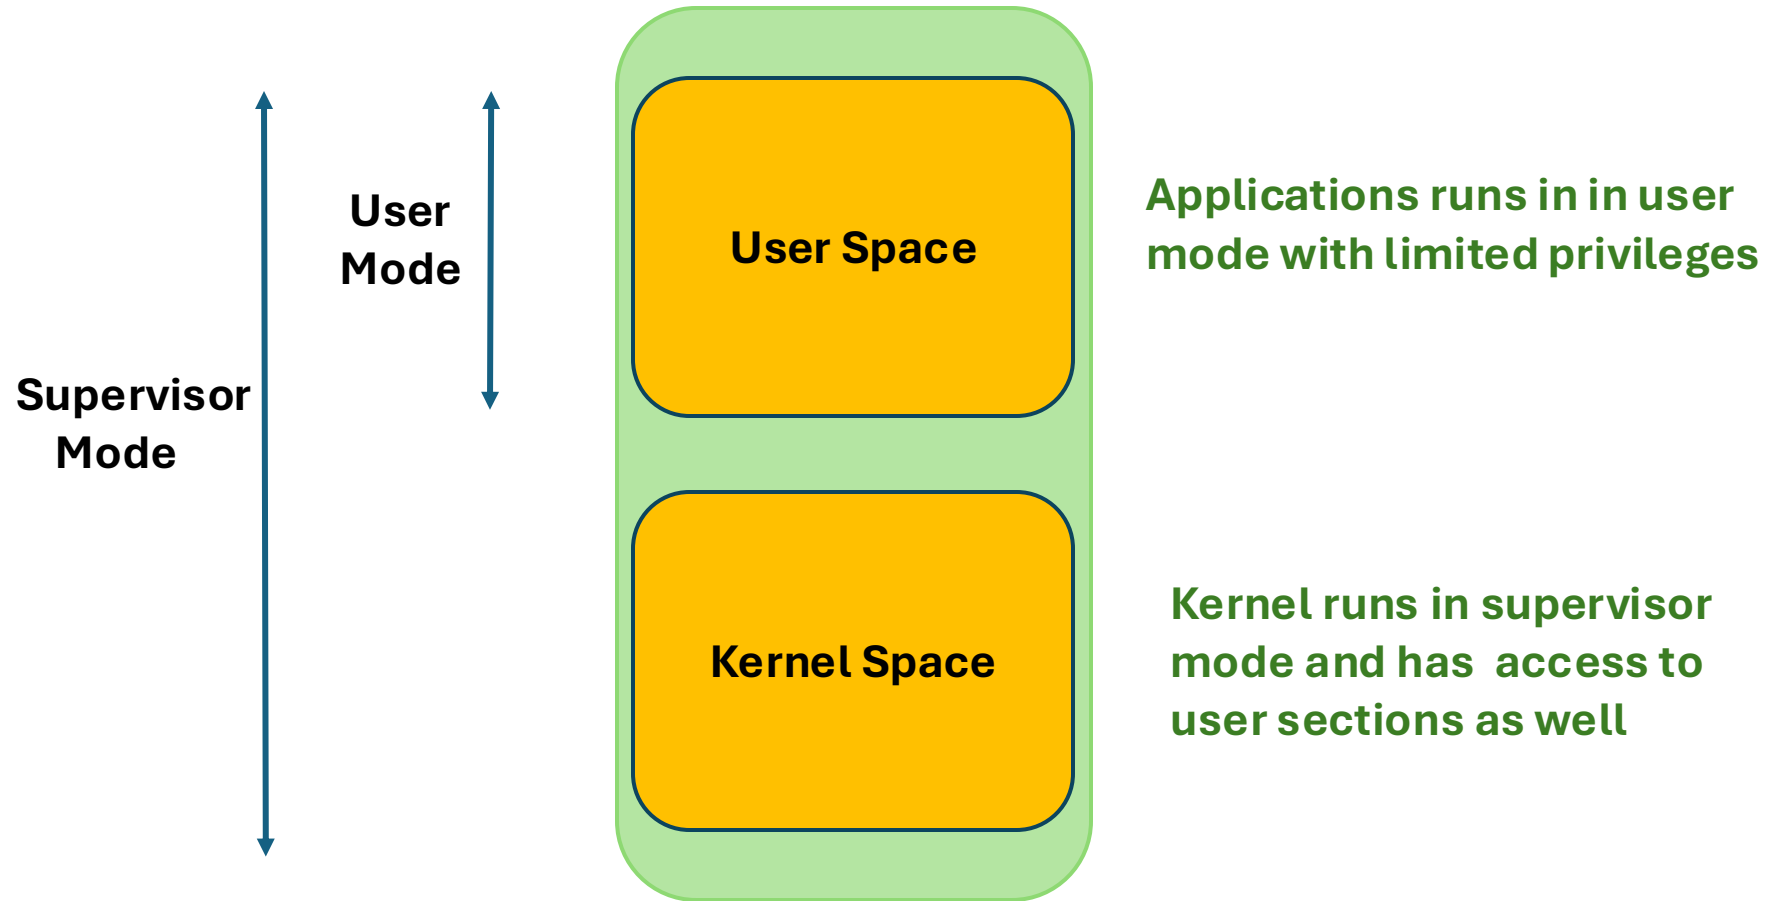 User
Mode
Supervisor
Mode
User Space
Kernel Space
Applications runs in in user
mode with limited privileges
Kernel runs in supervisor
mode and has  access to
user sections as well